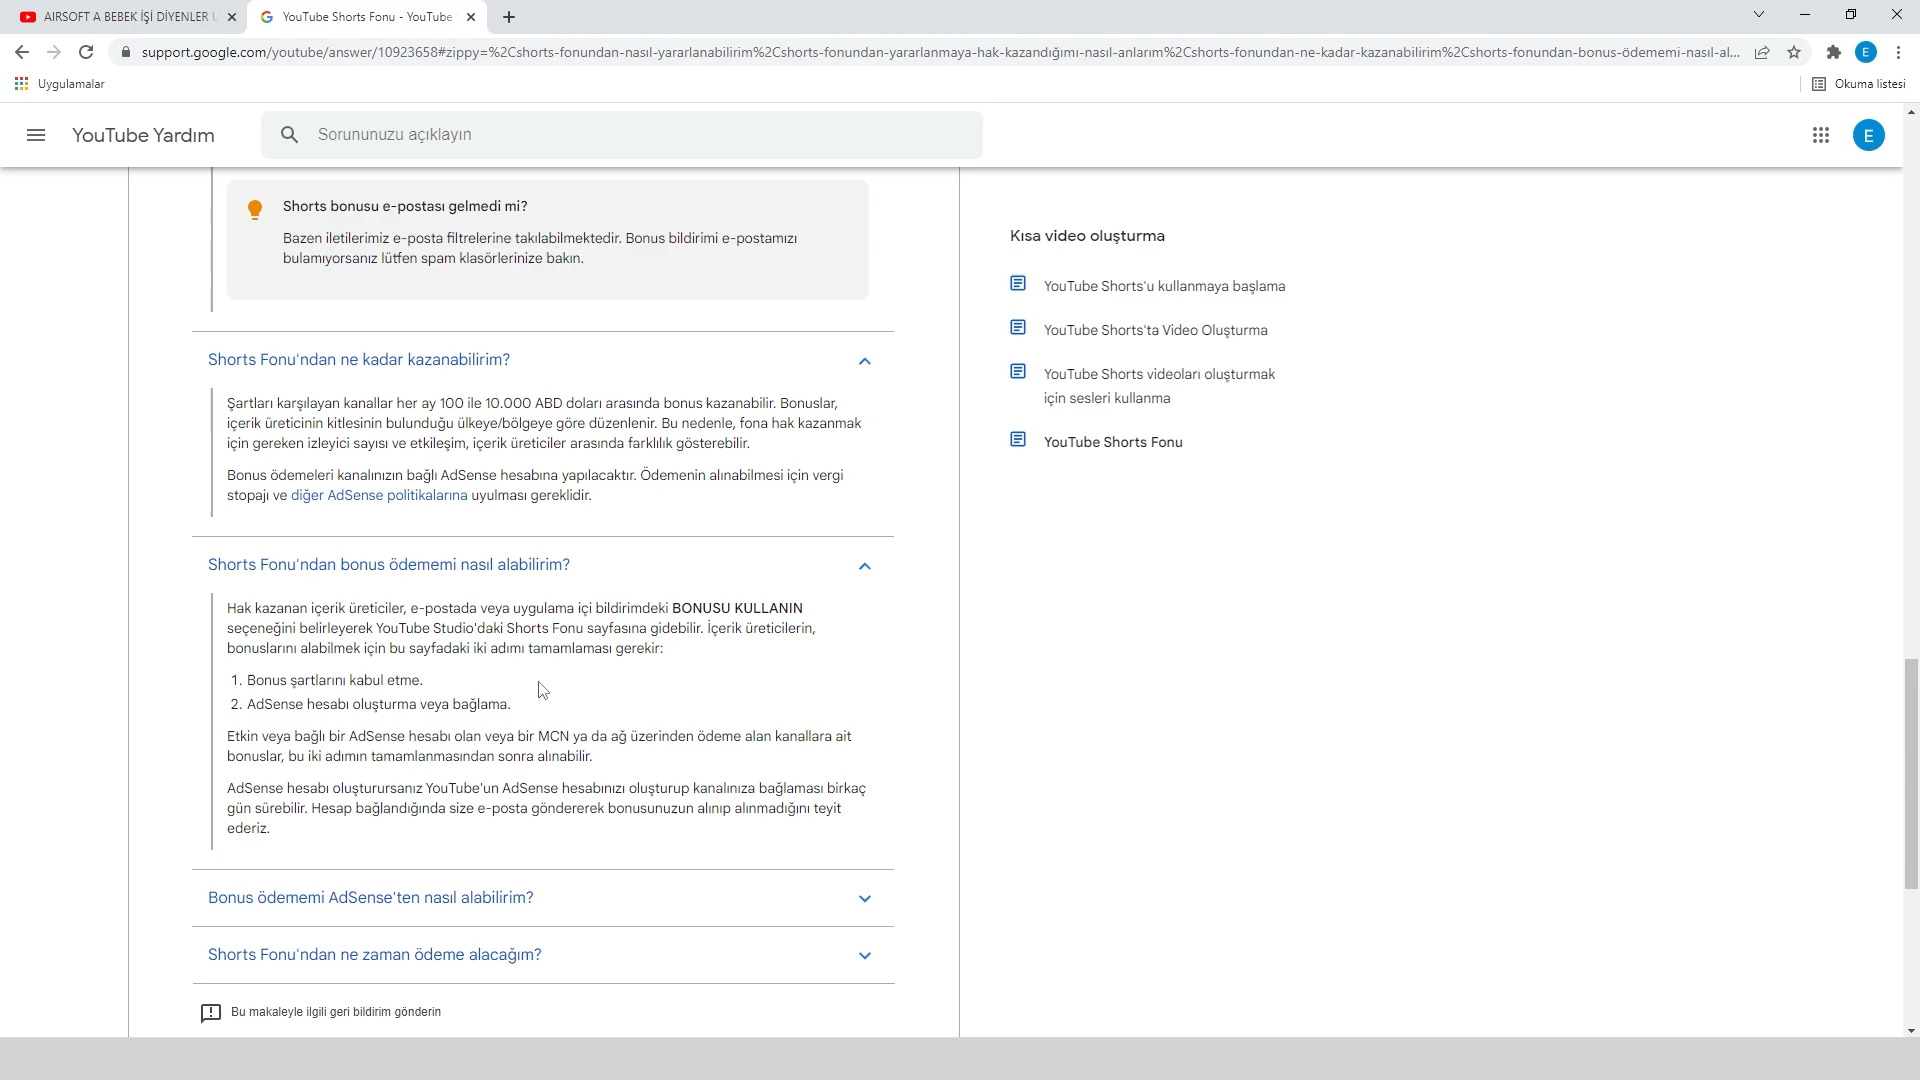 AIRSOFT A BEBEK İŞİ DİYENLER
YouTube Shorts Fonu - YouTube
support.google.com/youtube/answer/10923658#zippy=%2Cshorts-fonundan-nasıl-yararlanabilirim%2Cshorts-fonundan-yararlanmaya-hak-kazandığımı-nasıl-anlarım%2Cshorts-fonundan-ne-kadar-kazanabilirim%2Cshorts-fonundan-bonus-ödememi-nasıl-al...
E
Uygulamalar
Okuma listesi
YouTube Yardım
Sorununuzu açıklayın
E
Shorts bonusu e-postası gelmedi mi?
Bazen iletilerimiz e-posta filtrelerine takılabilmektedir. Bonus bildirimi e-postamızı
bulamıyorsanız lütfen spam klasörlerinize bakın.
Shorts Fonu'ndan ne kadar kazanabilirim?
Şartları karşılayan kanallar her ay 100 ile 10.000 ABD doları arasında bonus kazanabilir. Bonuslar,
içerik üreticinin kitlesinin bulunduğu ülkeye/bölgeye göre düzenlenir. Bu nedenle, fona hak kazanmak
için gereken izleyici sayısı ve etkileşim, içerik üreticiler arasında farklılık gösterebilir.
Bonus ödemeleri kanalınızın bağlı AdSense hesabına yapılacaktır. Ödemenin alınabilmesi için vergi
stopajı ve diğer AdSense politikalarına uyulması gereklidir.
Shorts Fonu'ndan bonus ödememi nasıl alabilirim?
Hak kazanan içerik üreticiler, e-postada veya uygulama içi bildirimdeki BONUSU KULLANIN
seçeneğini belirleyerek YouTube Studio'daki Shorts Fonu sayfasına gidebilir. İçerik üreticilerin,
bonuslarını alabilmek için bu sayfadaki iki adımı tamamlaması gerekir:
1. Bonus şartlarını kabul etme.
2. AdSense hesabı oluşturma veya bağlama.
Etkin veya bağlı bir AdSense hesabı olan veya bir MCN ya da ağ üzerinden ödeme alan kanallara ait
bonuslar, bu iki adımın tamamlanmasından sonra alınabilir.
AdSense hesabı oluşturursanız YouTube'un AdSense hesabınızı oluşturup kanalınıza bağlaması birkaç
gün sürebilir. Hesap bağlandığında size e-posta göndererek bonusunuzun alınıp alınmadığını teyit
ederiz.
Bonus ödememi AdSense'ten nasıl alabilirim?
Shorts Fonu'ndan ne zaman ödeme alacağım?
Bu makaleyle ilgili geri bildirim gönderin
Kısa video oluşturma
YouTube Shorts'u kullanmaya başlama
YouTube Shorts'ta Video Oluşturma
YouTube Shorts videoları oluşturmak
için sesleri kullanma
YouTube Shorts Fonu